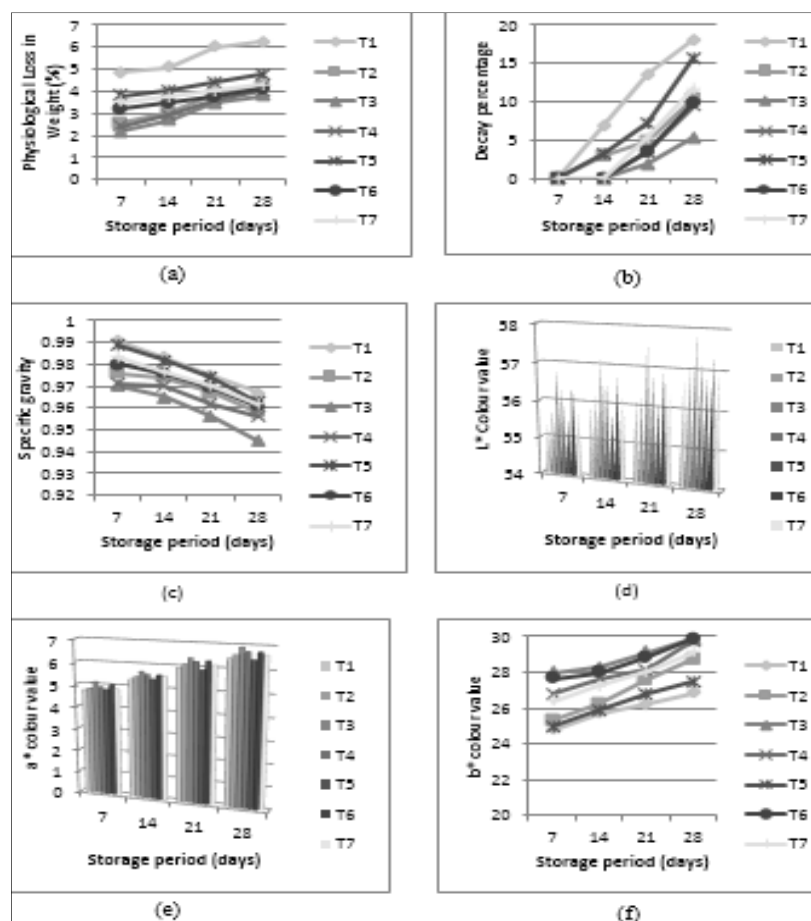 Physiological Loss in
Weight (%)
7
6
5
4
3
2
1
0
7 14 21 28
Storage period (days)
T1
T2
T3
T4
T5
T6
T7
(a)
Decay percentage
20
15
10
5
0
7 14 21 28
Storage period (days)
T1
T2
T3
T4
T5
T6
T7
(b)
Specific gravity
1
0.99
0.98
0.97
0.96
0.95
0.94
0.93
0.92
7 14 21 28
Storage period (days)
T1
T2
T3
T4
T5
T6
T7
(c)
L* Colour value
58
57
56
55
54
7 14 21 28
Storage period (days)
T1
T2
T3
T4
T5
T6
T7
(d)
a* colour value
7
6
5
4
3
2
1
0
7 14 21 28
Storage period (days)
T1
T2
T3
T4
T5
T6
T7
(e)
b* colour value
30
28
26
24
22
20
7 14 21 28
Storage period (days)
T1
T2
T3
T4
T5
T6
T7
(f)